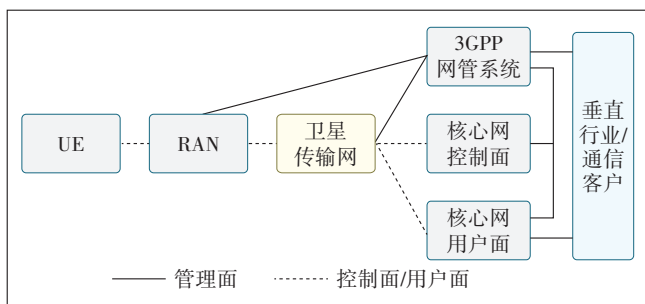 3GPP
网管系统
UE
RAN
卫星
传输网
核心网
控制面
核心网
用户面
垂直
行业/
通信
客户
管理面
控制面/用户面